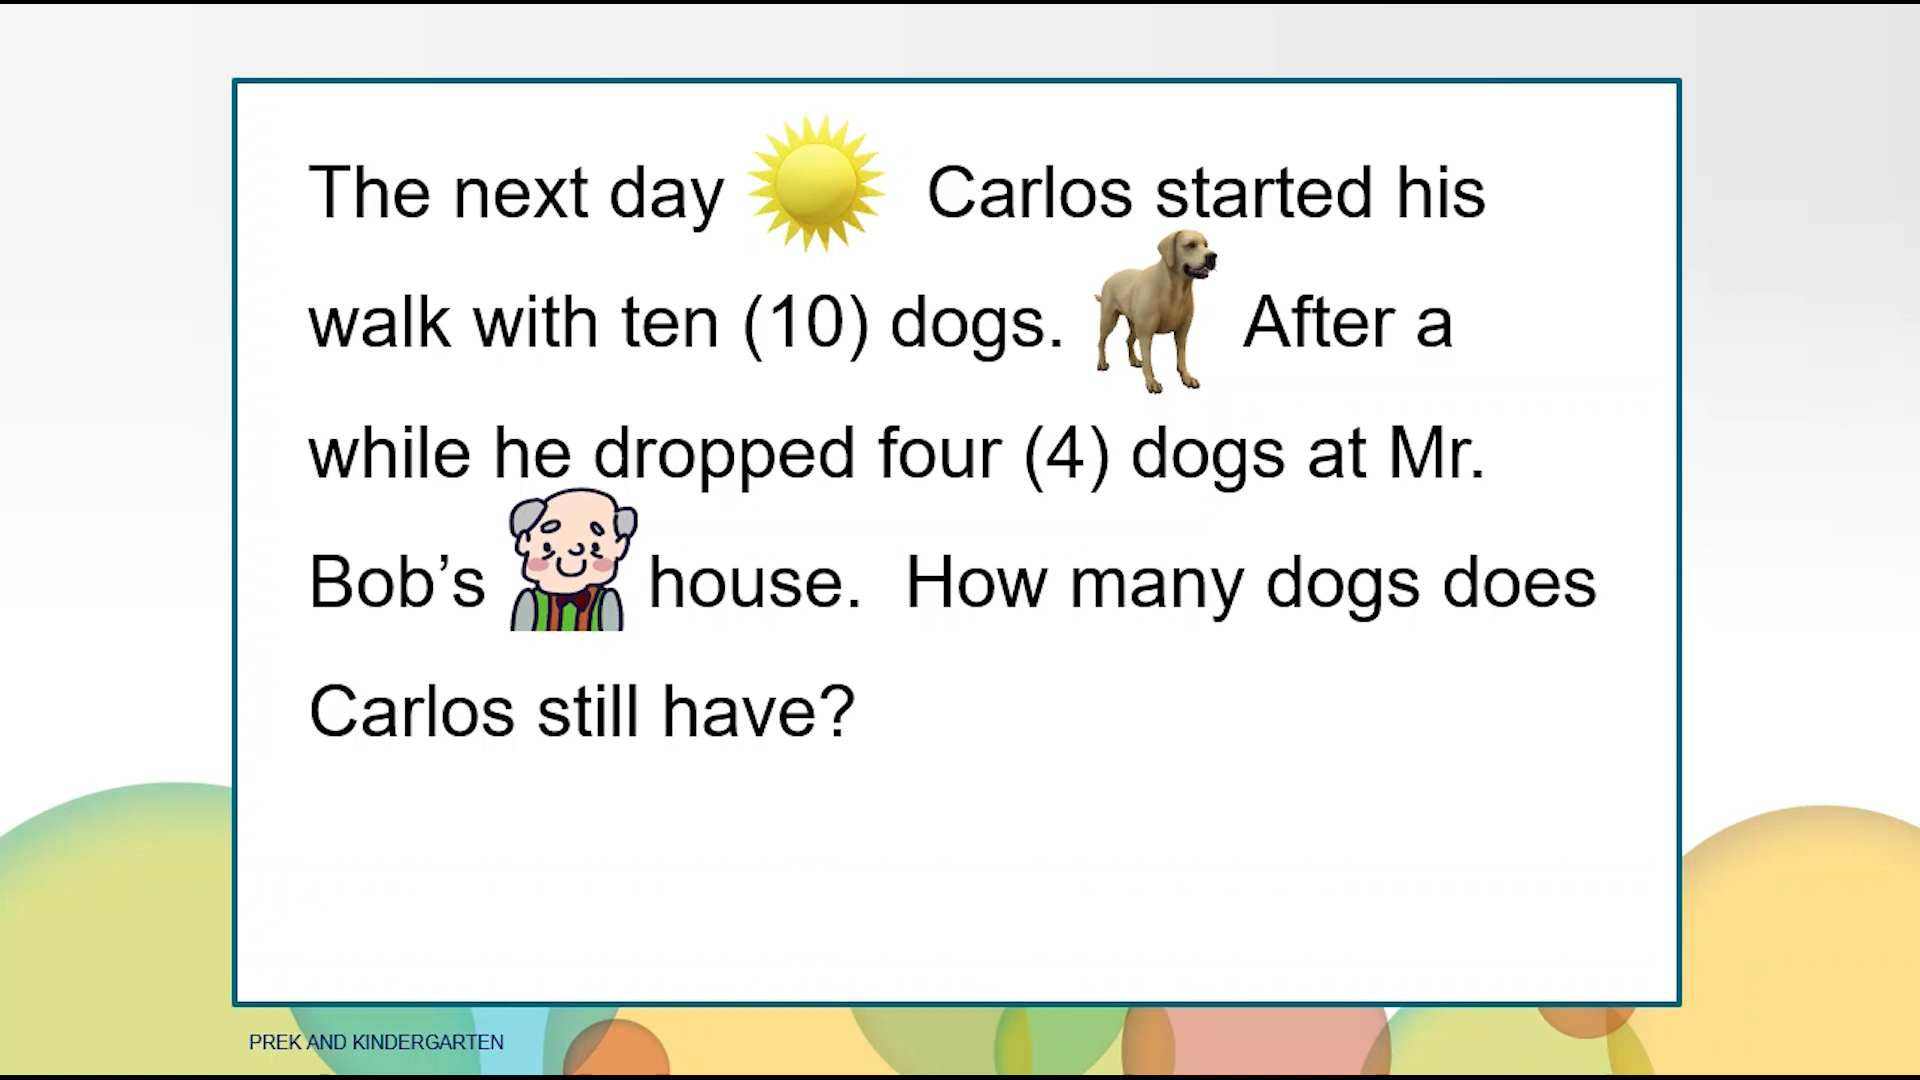 The next day Carlos started his
walk with ten (10) dogs. After a
while he dropped four (4) dogs at Mr.
Bob’s house. How many dogs does
Carlos still have?
PREK AND KINDERGARTEN